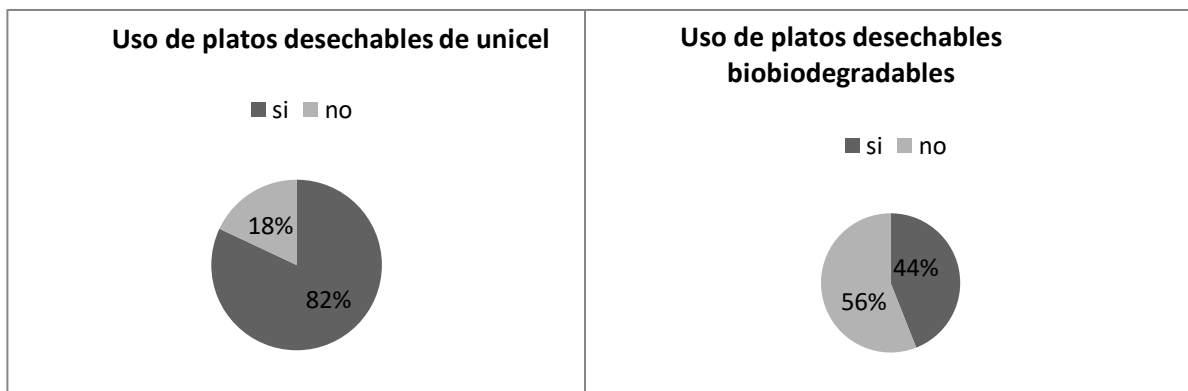 Uso de platos desechables de unicel
si no
18%
82%
Uso de platos desechables
biobiodegradables
si no
44%
56%